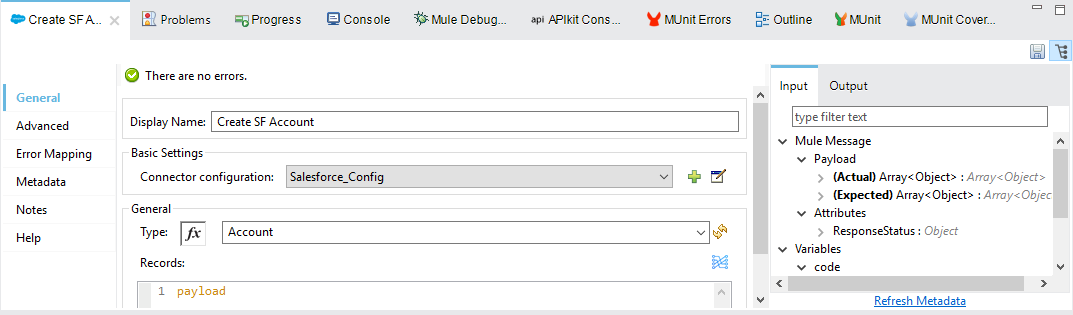 Create SF A... Problems Progress Console Mule Debug... api APIkit Cons... MUnit Errors Outline MUnit MUnit Cover...
There are no errors.
General
Advanced
Error Mapping
Metadata
Notes
Help
Display Name: Create SF Account
Basic Settings
Connector configuration: Salesforce_Config
General
Type: fx Account
Records:
1 payload
Input Output
type filter text
Mule Message
Payload
(Actual) Array<Object> : Array<Object>
(Expected) Array<Object> : Array<Objec
Attributes
ResponseStatus : Object
Variables
code
Refresh Metadata